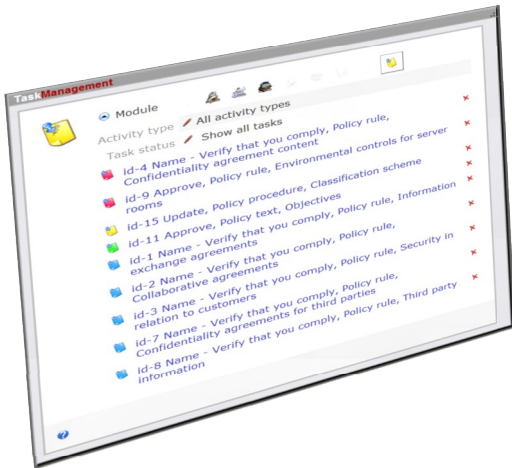 TaskManagement
Module
Activity type All activity types
Task status Show all tasks
id-4 Name - Verify that you comply, Policy rule,
Confidentiality agreement content
id-9 Approve, Policy rule, Environmental controls for server
rooms
id-15 Update, Policy procedure, Classification scheme
id-11 Approve, Policy text, Objectives
id-1 Name - Verify that you comply, Policy rule, Information
exchange agreements
id-2 Name - Verify that you comply, Policy rule,
Collaborative agreements
id-3 Name - Verify that you comply, Policy rule, Security in
relation to customers
id-7 Name - Verify that you comply, Policy rule,
Confidentiality agreements for third parties
id-8 Name - Verify that you comply, Policy rule, Third party
information